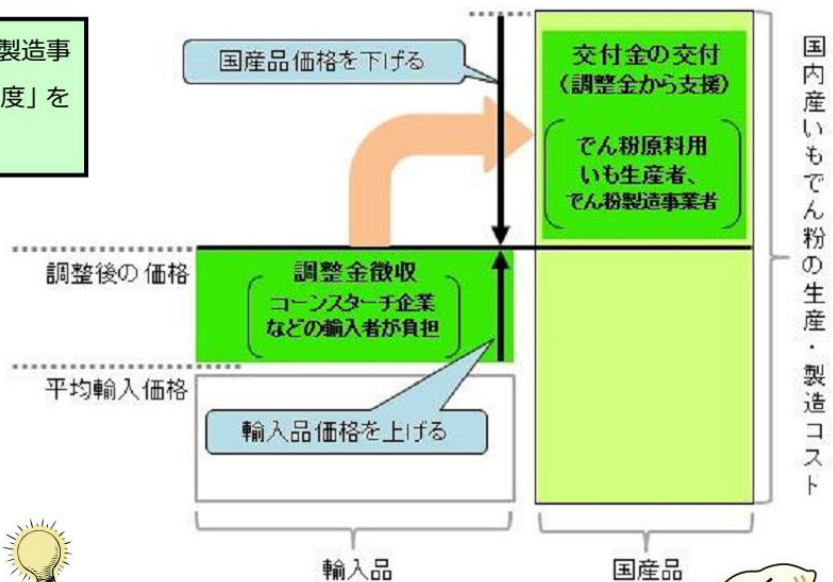 製造事
度」を
国産品価格を下げる
交付金の交付
（調整金から支援）
でん粉原料用
いも生産者、
でん粉製造事業者
調整後の価格
調整金徴収
コーンスターチ企業
などの輸入者が負担
平均輸入価格
輸入品価格を上げる
輸入品
国産品
国内産いもでん粉の生産・製造コスト